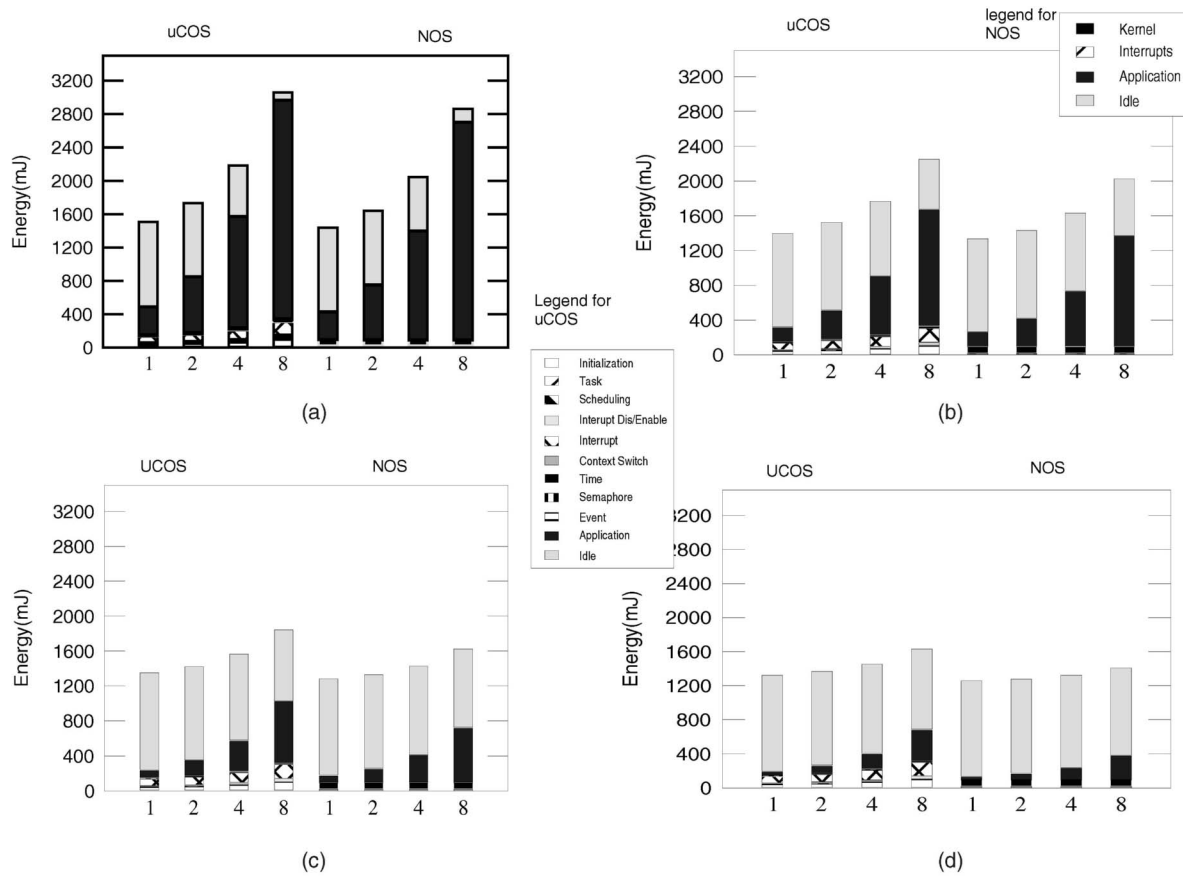 uCOS NOS
Energy(mJ)
3200
2800
2400
2000
1600
1200
800
400
0
1 2 4 8 1 2 4 8
(a)
uCOS
legend for
NOS
Kernel
Interrupts
Application
Idle
Energy(mJ)
3200
2800
2400
2000
1600
1200
800
400
0
1 2 4 8 1 2 4 8
(b)
Legend for
uCOS
Initialization
Task
Scheduling
Interupt Dis/Enable
Interrupt
Context Switch
Time
Semaphore
Event
Application
Idle
UCOS NOS
Energy(mJ)
3200
2800
2400
2000
1600
1200
800
400
0
1 2 4 8 1 2 4 8
(c)
UCOS NOS
Energy(mJ)
3200
2800
2400
2000
1600
1200
800
400
0
1 2 4 8 1 2 4 8
(d)